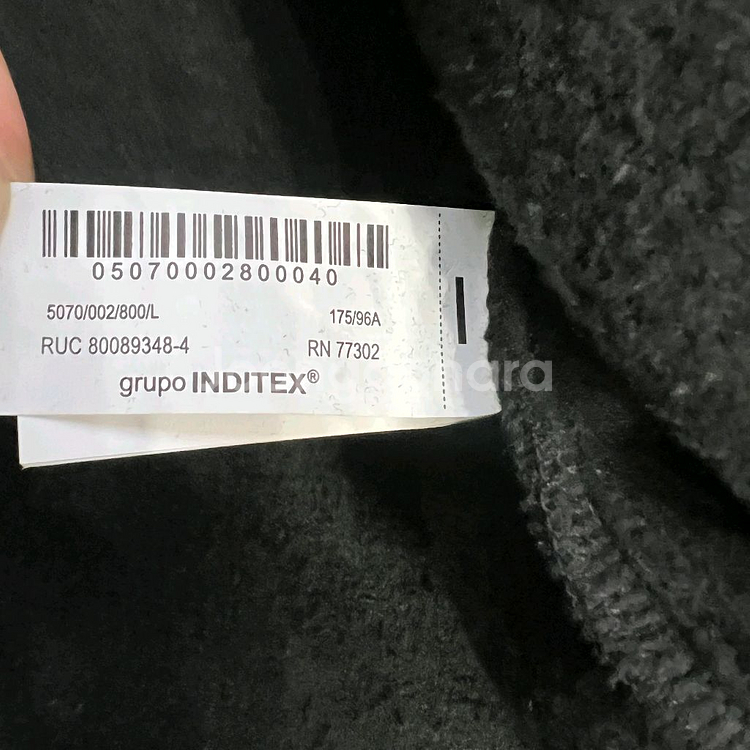 05070002800040
5070/002/800/L 175/96A
RUC 80089348-4 RN 77302
grupo INDITEX®